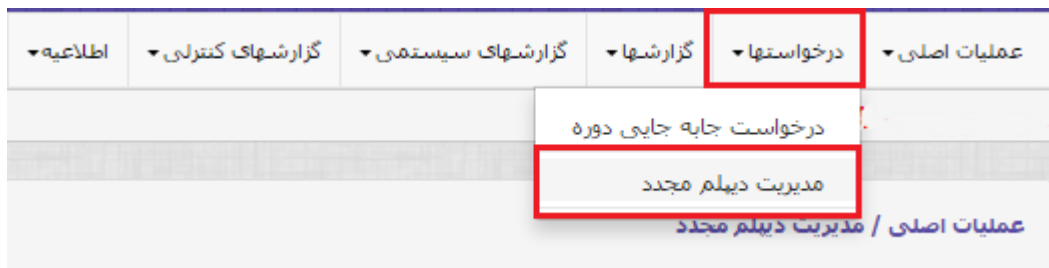 عملیات اصلی درخواستها گزارشها گزارشهای سیستمی گزارشهای کنترلی اطلاعیه
درخواست جابه جایی دوره
مدیریت دیپلم مجدد
عملیات اصلی / مدیریت دیپلم مجدد